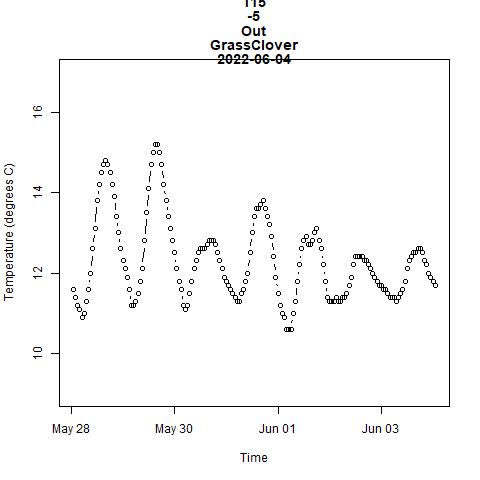 T15
-5
Out
GrassClover
2022-06-04
Temperature (degrees C)
16
14
12
10
May 28
May 30
Jun 01
Jun 03
Time